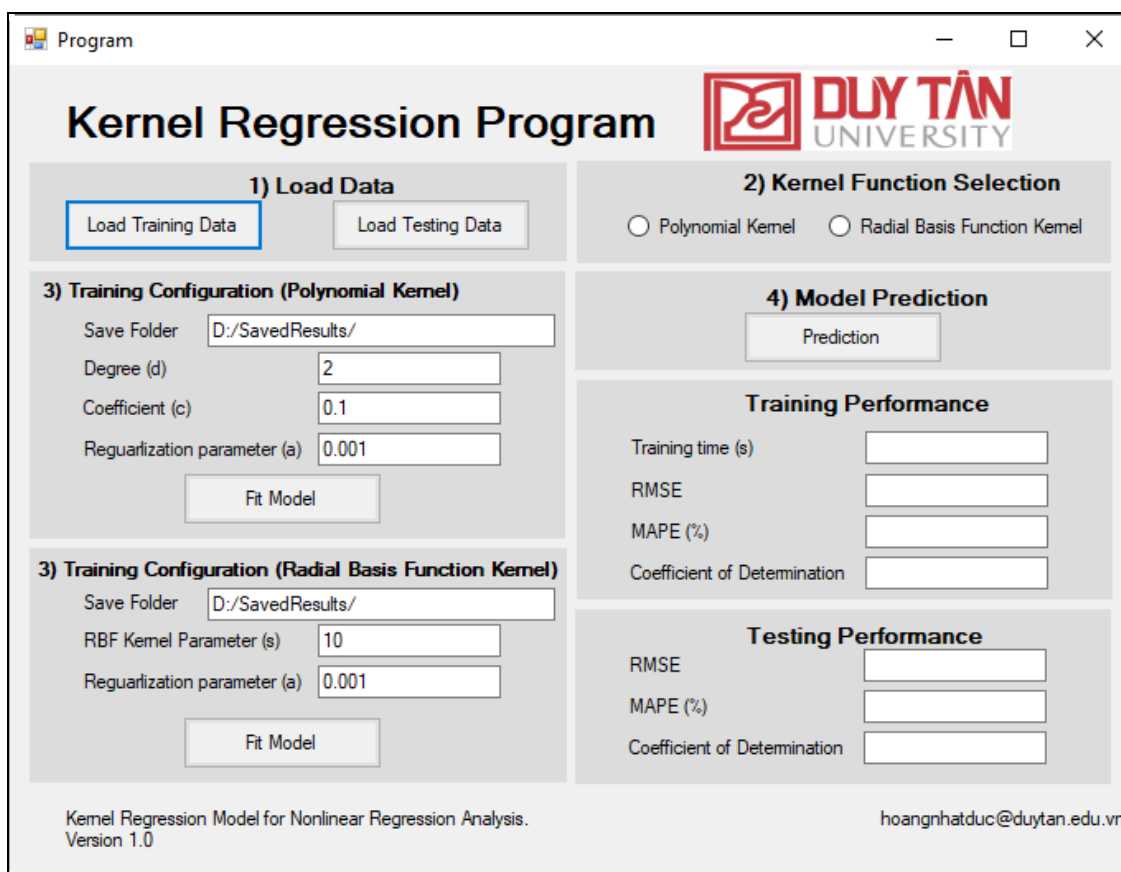 Program
Kernel Regression Program
DUY TÂN
UNIVERSITY
1) Load Data
Load Training Data
Load Testing Data
2) Kernel Function Selection
Polynomial Kernel
Radial Basis Function Kernel
3) Training Configuration (Polynomial Kernel)
Save Folder D:/SavedResults/
Degree (d) 2
Coefficient (c) 0.1
Reguarlization parameter (a) 0.001
Fit Model
4) Model Prediction
Prediction
Training Performance
Training time (s)
RMSE
MAPE (%)
Coefficient of Determination
3) Training Configuration (Radial Basis Function Kernel)
Save Folder D:/SavedResults/
RBF Kernel Parameter (s) 10
Reguarlization parameter (a) 0.001
Fit Model
Testing Performance
RMSE
MAPE (%)
Coefficient of Determination
Kernel Regression Model for Nonlinear Regression Analysis.
Version 1.0
hoangnhatduc@duytan.edu.vn